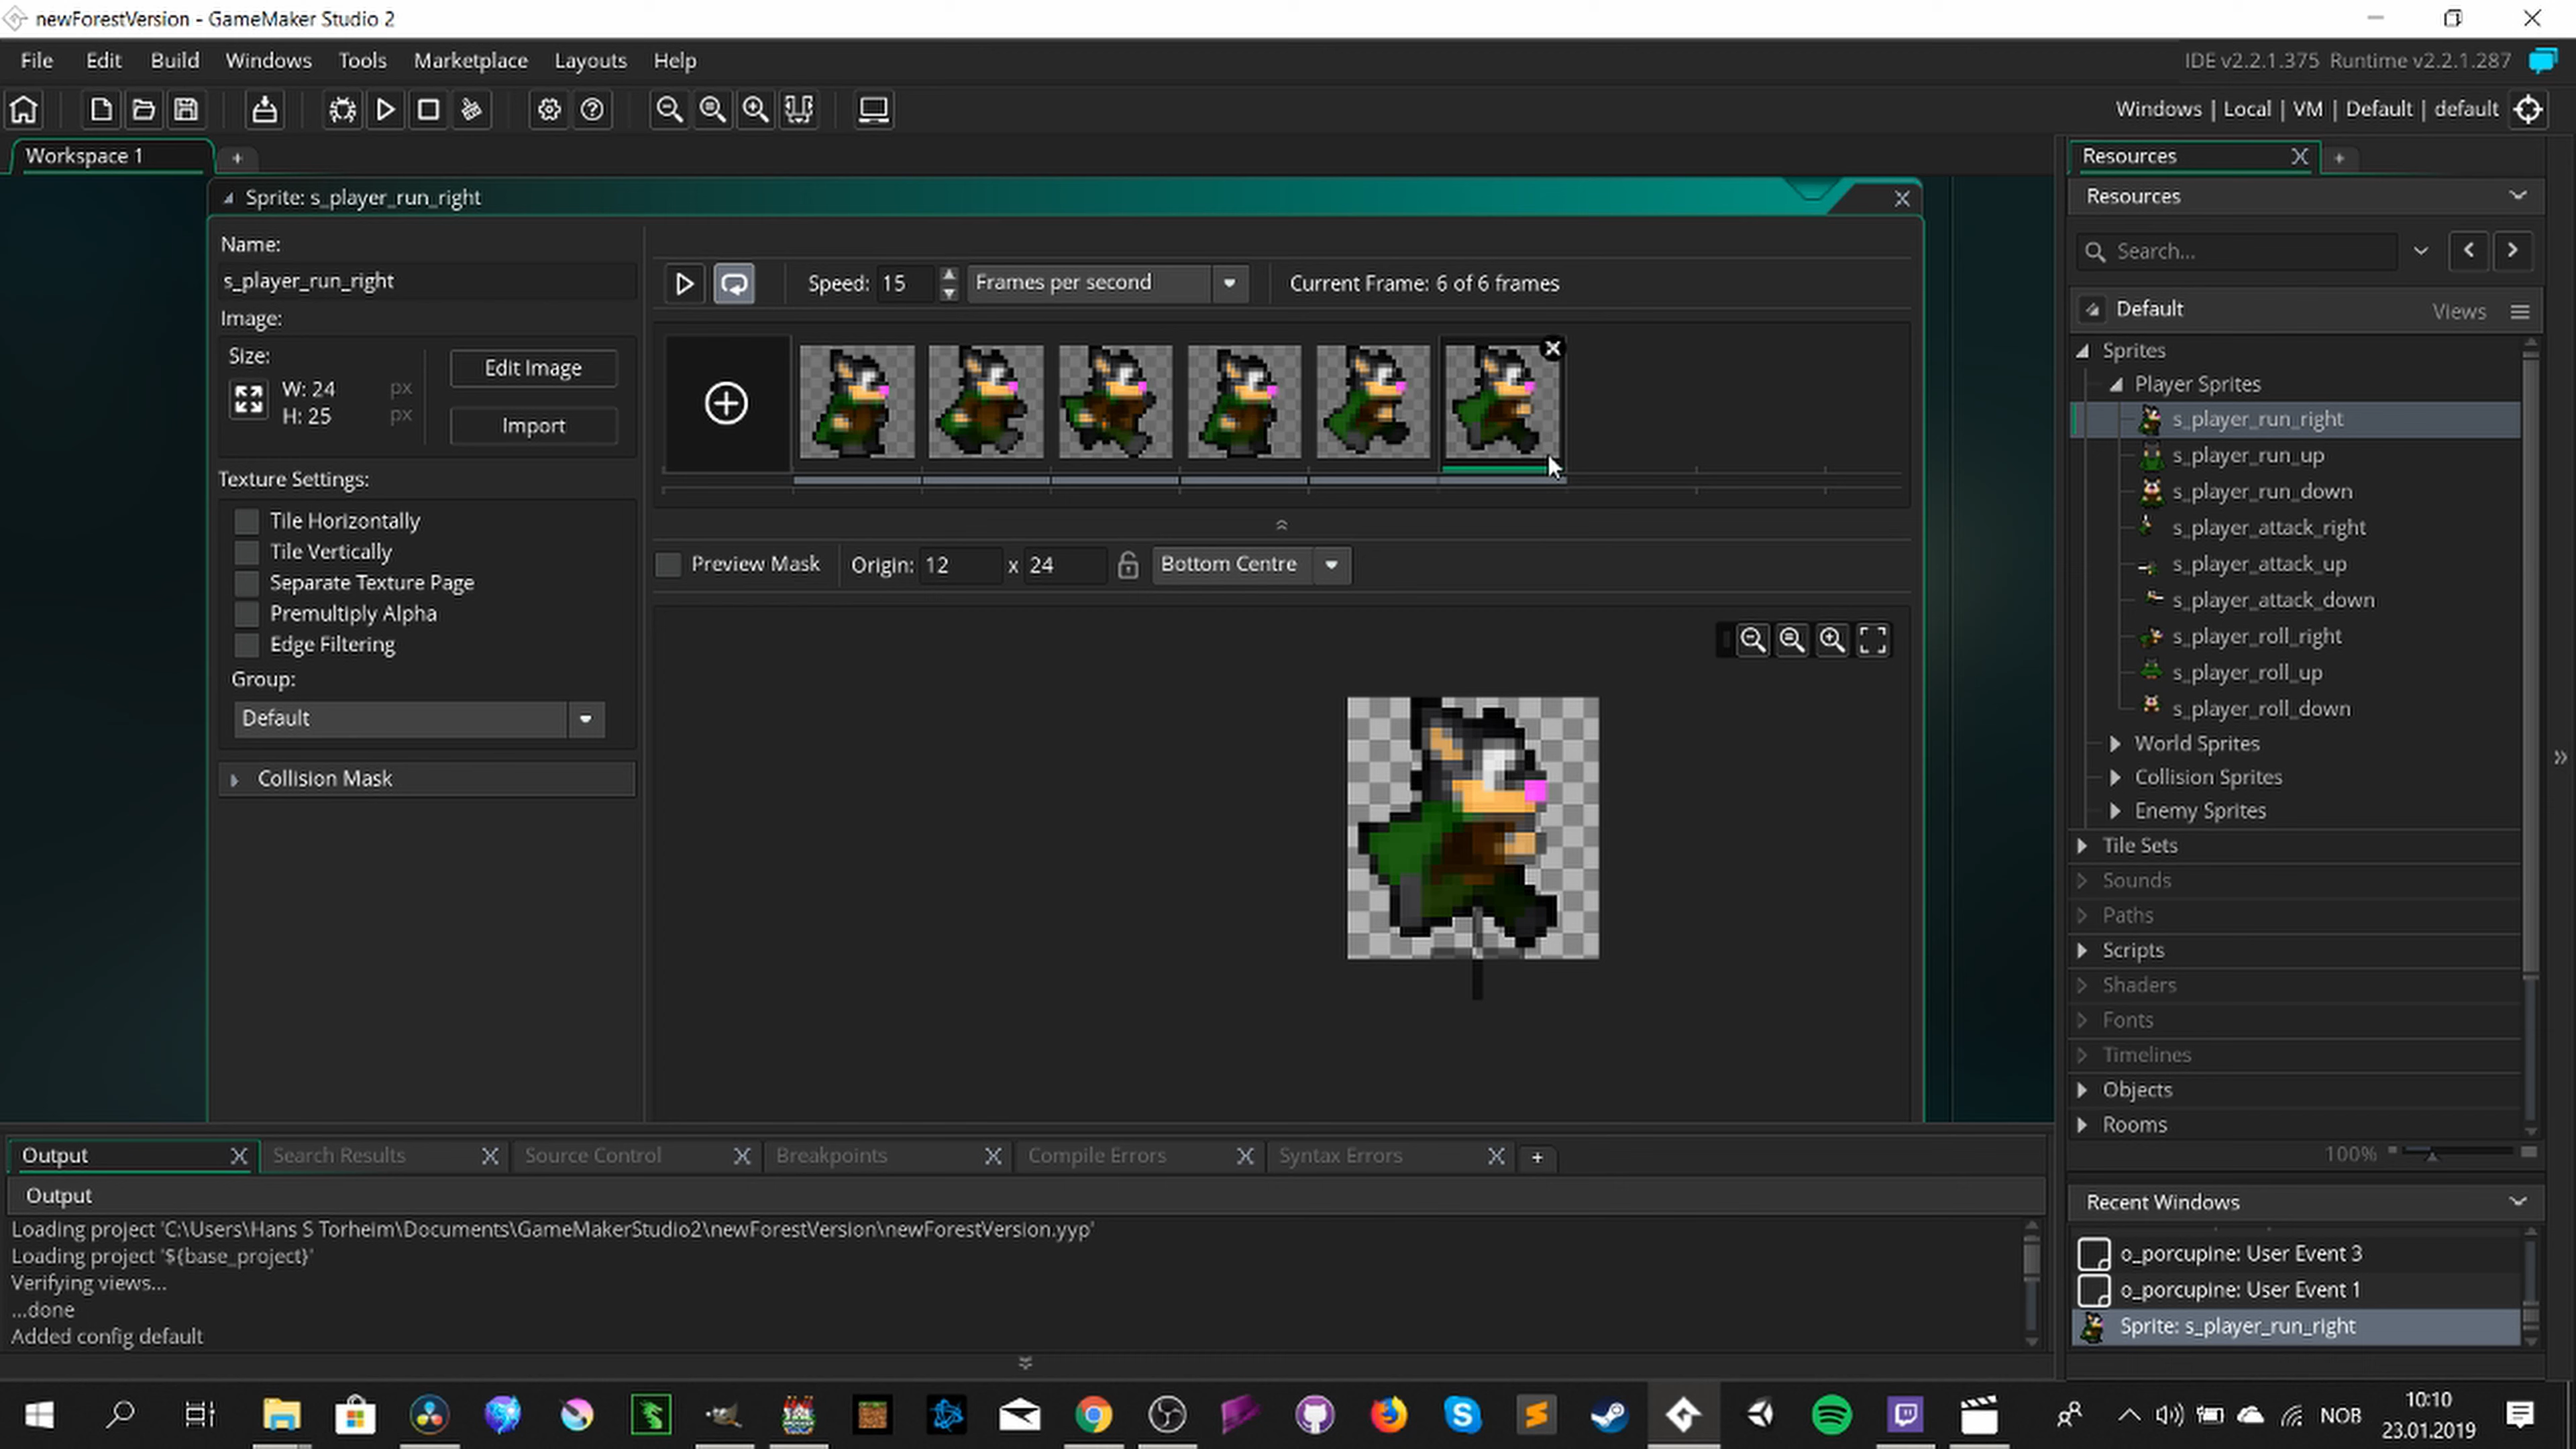 newForestVersion - GameMaker Studio 2
File Edit Build Windows Tools Marketplace Layouts Help
IDE v2.2.1.375 Runtime v2.2.1.287
Windows | Local | VM | Default | default
Workspace 1
Sprite: s_player_run_right
Name:
s_player_run_right
Image:
Size:
W: 24 px
H: 25 px
Edit Image
Import
Texture Settings:
Tile Horizontally
Tile Vertically
Separate Texture Page
Premultiply Alpha
Edge Filtering
Group:
Default
Collision Mask
Speed: 15 Frames per second Current Frame: 6 of 6 frames
Preview Mask Origin: 12 x 24 Bottom Centre
Resources
Resources
Search...
Default Views
Sprites
Player Sprites
s_player_run_right
s_player_run_up
s_player_run_down
s_player_attack_right
s_player_attack_up
s_player_attack_down
s_player_roll_right
s_player_roll_up
s_player_roll_down
World Sprites
Collision Sprites
Enemy Sprites
Tile Sets
Sounds
Paths
Scripts
Shaders
Fonts
Timelines
Objects
Rooms
100%
Recent Windows
o_porcupine: User Event 3
o_porcupine: User Event 1
Sprite: s_player_run_right
Output Search Results Source Control Breakpoints Compile Errors Syntax Errors
Output
Loading project 'C:\Users\Hans S Torheim\Documents\GameMakerStudio2\newForestVersion\newForestVersion.yyp'
Loading project '${base_project}'
Verifying views...
...done
Added config default
NOB
10:10
23.01.2019